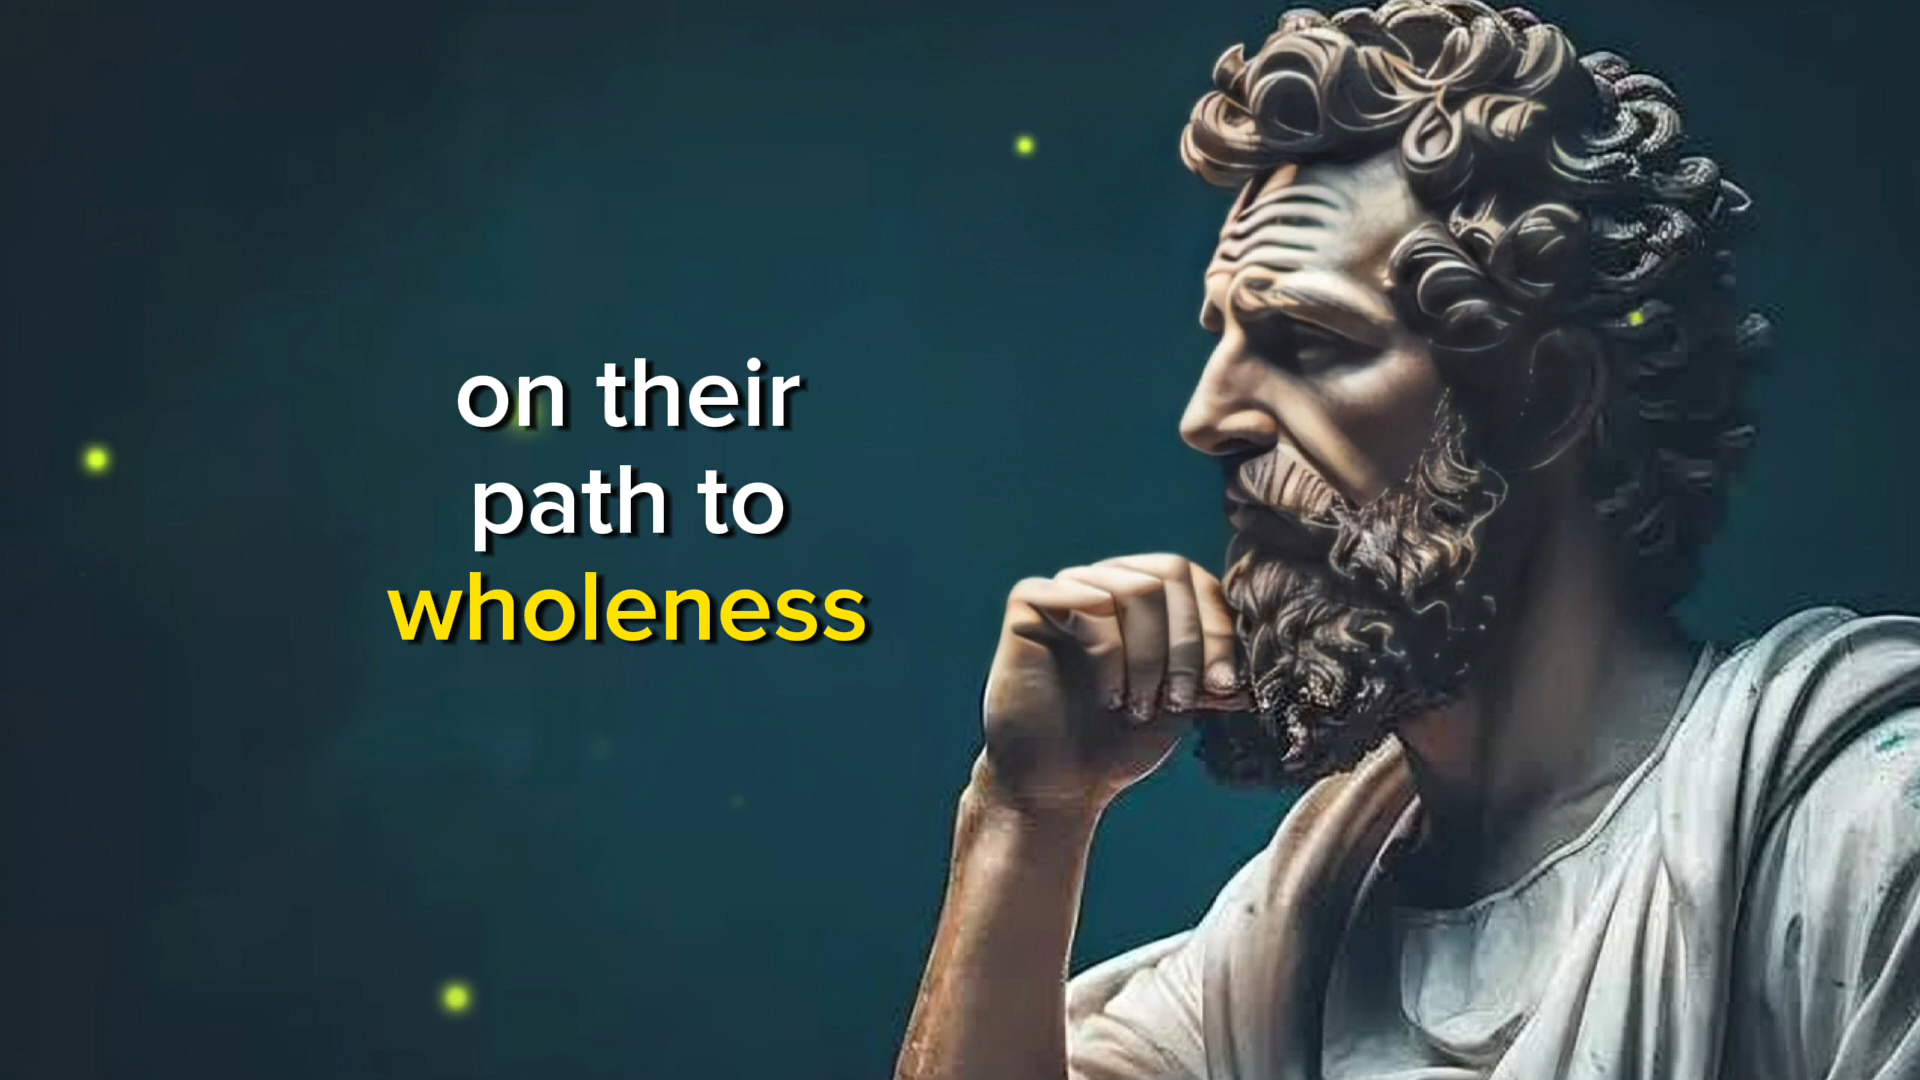 on their
path to
wholeness